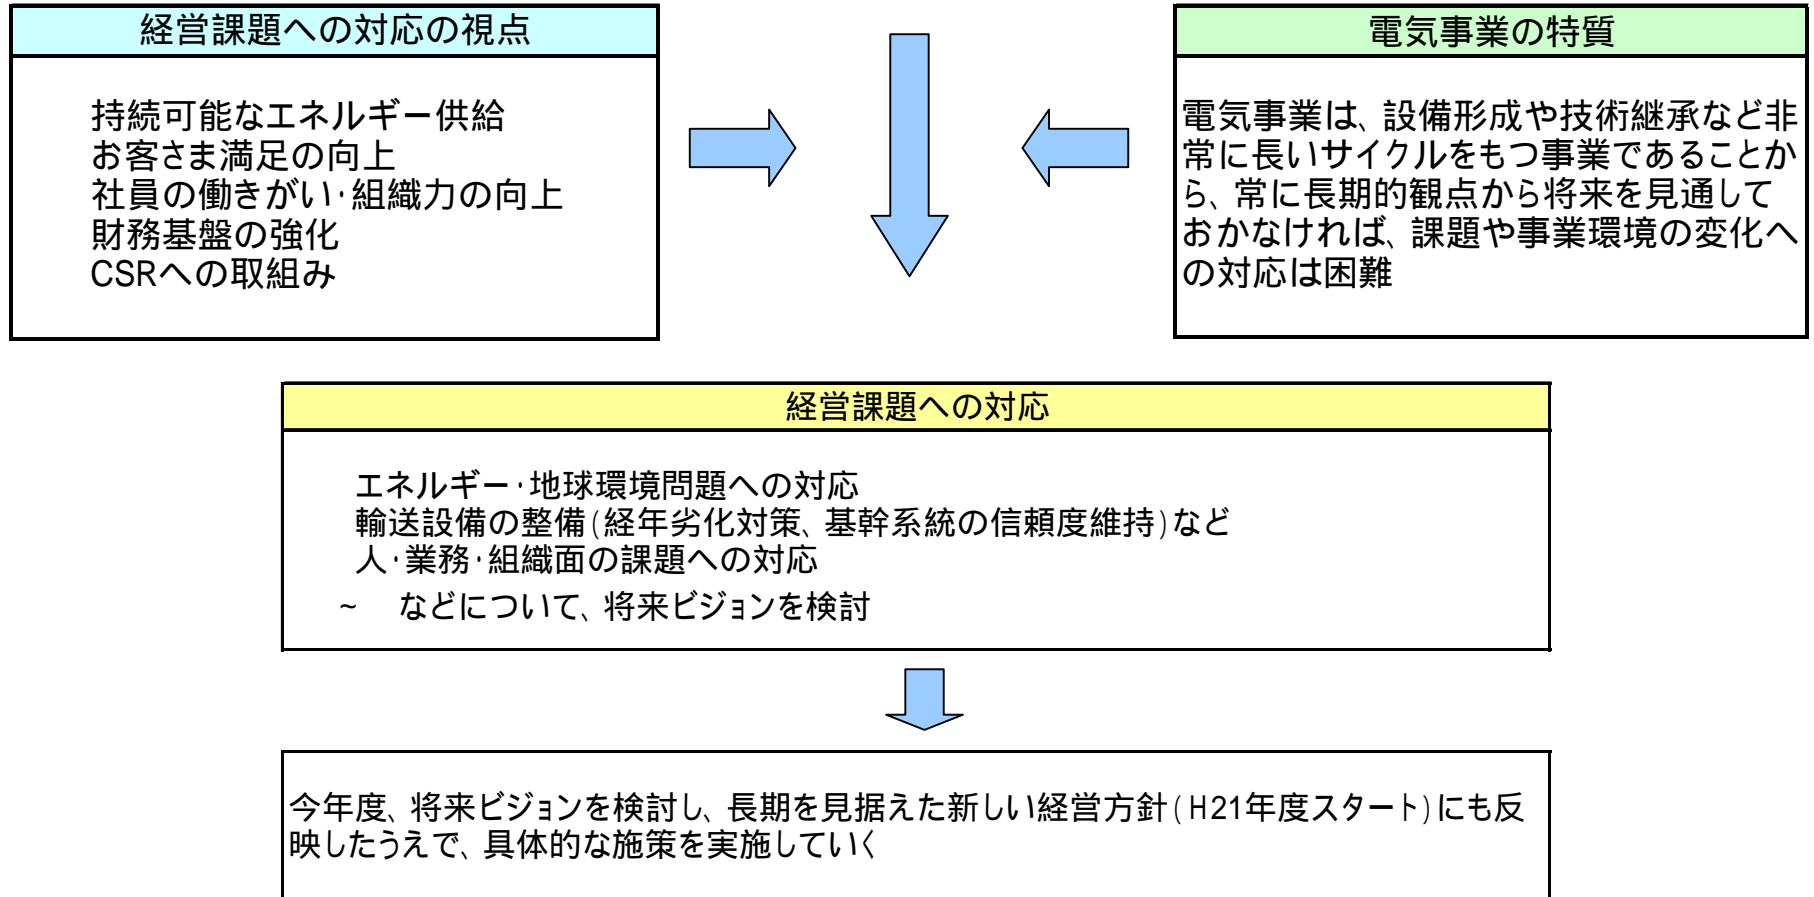 経営課題への対応の視点
持続可能なエネルギー供給
お客さま満足の向上
社員の働きがい・組織力の向上
財務基盤の強化
CSRへの取組み
電気事業の特質
電気事業は、設備形成や技術継承など非
常に長いサイクルをもつ事業であることか
ら、常に長期的観点から将来を見通して
おかなければ、課題や事業環境の変化へ
の対応は困難
経営課題への対応
エネルギー・地球環境問題への対応
輸送設備の整備(経年劣化対策、基幹系統の信頼度維持)など
人・業務・組織面の課題への対応
~ などについて、将来ビジョンを検討
今年度、将来ビジョンを検討し、長期を見据えた新しい経営方針(H21年度スタート)にも反
映したうえで、具体的な施策を実施していく